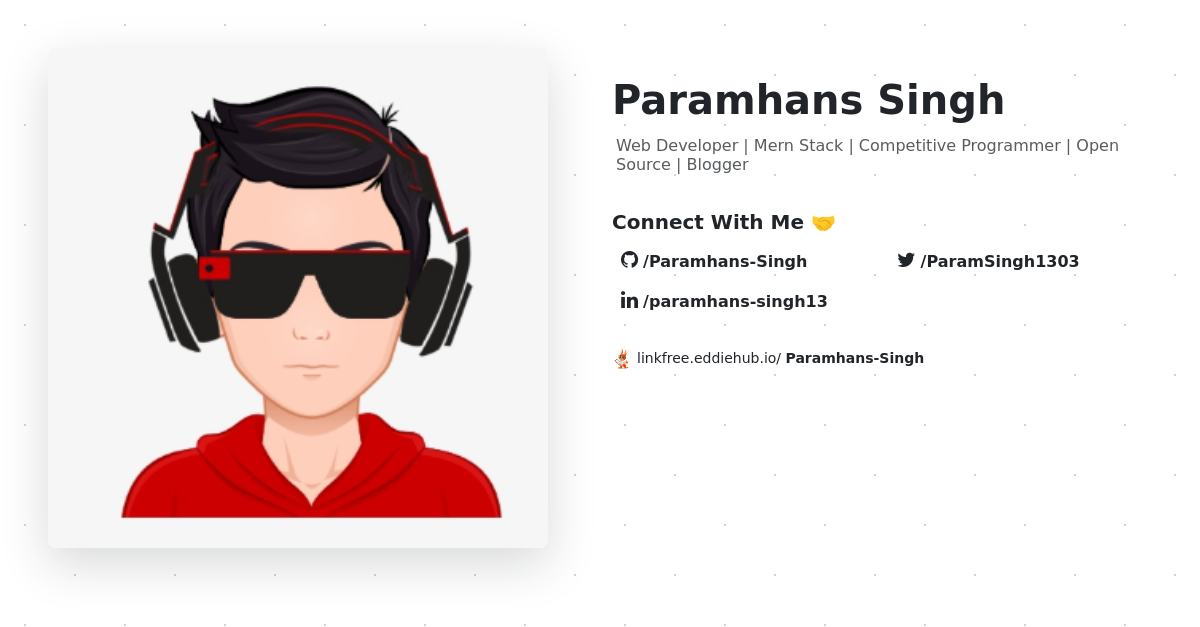 Paramhans Singh
Web Developer | Mern Stack | Competitive Programmer | Open
Source | Blogger
Connect With Me 🤝
/Paramhans-Singh
/ParamSingh1303
/paramhans-singh13
linkfree.eddiehub.io/ Paramhans-Singh